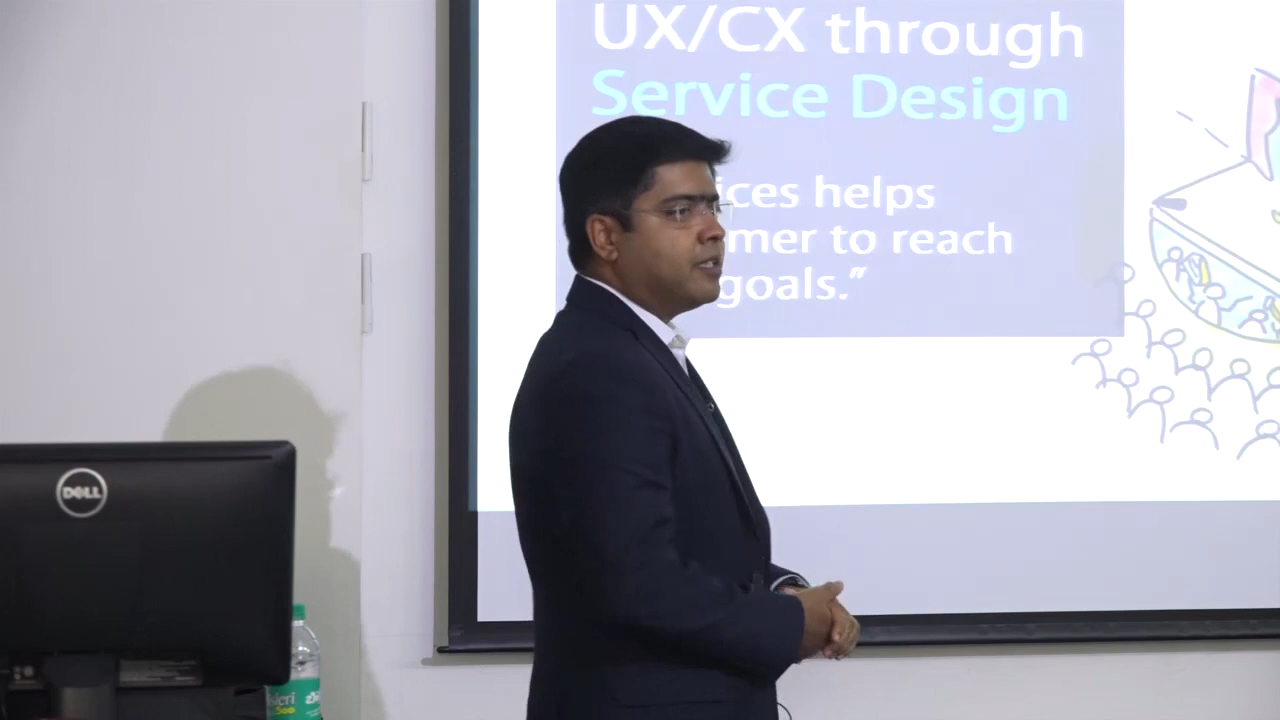 UX/CX through
Service Design
ices helps
mer to reach
goals."
DELL